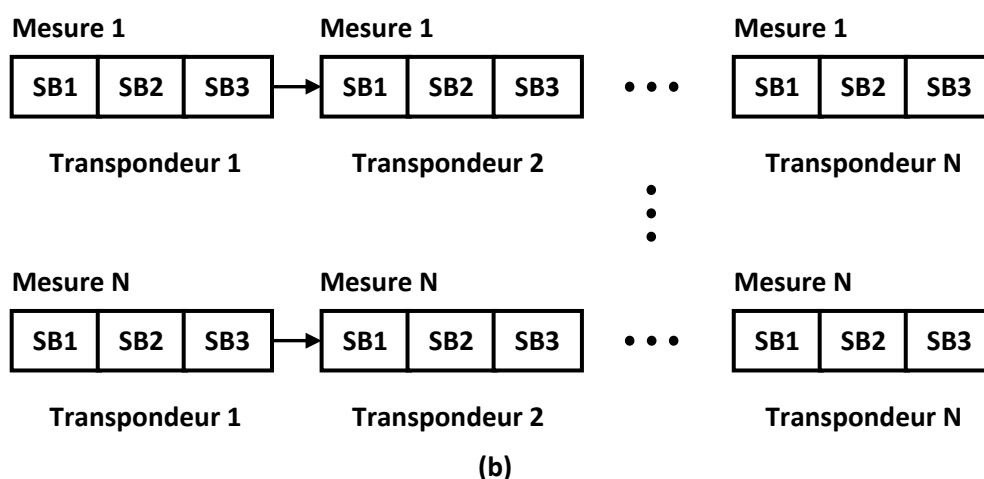 Mesure 1 Mesure 1 Mesure 1
SB1 SB2 SB3 SB1 SB2 SB3 SB1 SB2 SB3
Transpondeur 1 Transpondeur 2 Transpondeur N
Mesure N Mesure N Mesure N
SB1 SB2 SB3 SB1 SB2 SB3 SB1 SB2 SB3
Transpondeur 1 Transpondeur 2 Transpondeur N
(b)